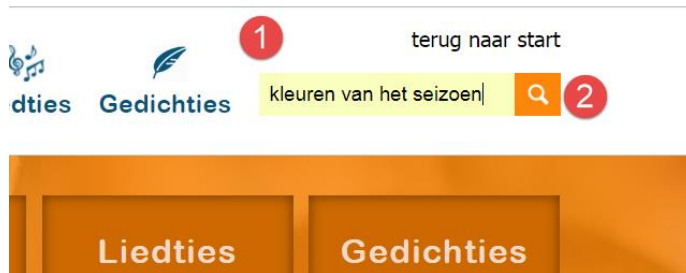 1
terug naar start
dties
Gedichties
kleuren van het seizoen
2
Liedties
Gedichties